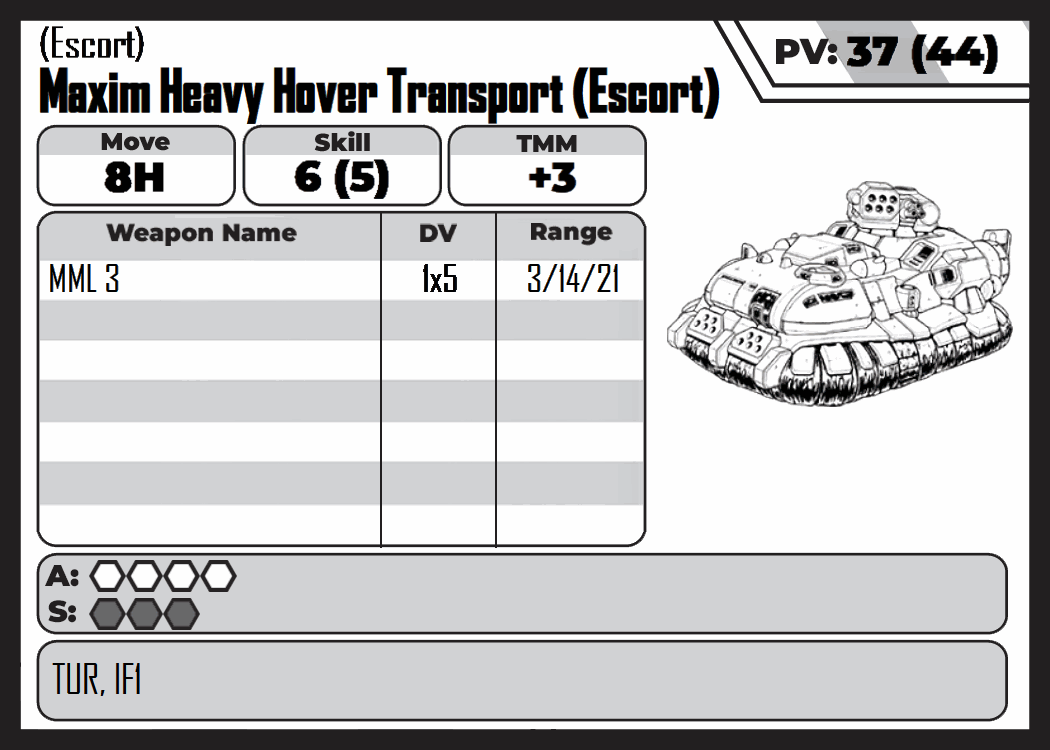 (Escort)
PV: 37 (44)
Maxim Heavy Hover Transport (Escort)
Move Skill TMM
8H 6 (5) +3
Weapon Name DV Range
MML 3 1x5 3/14/21
A:
S:
TUR, IF1